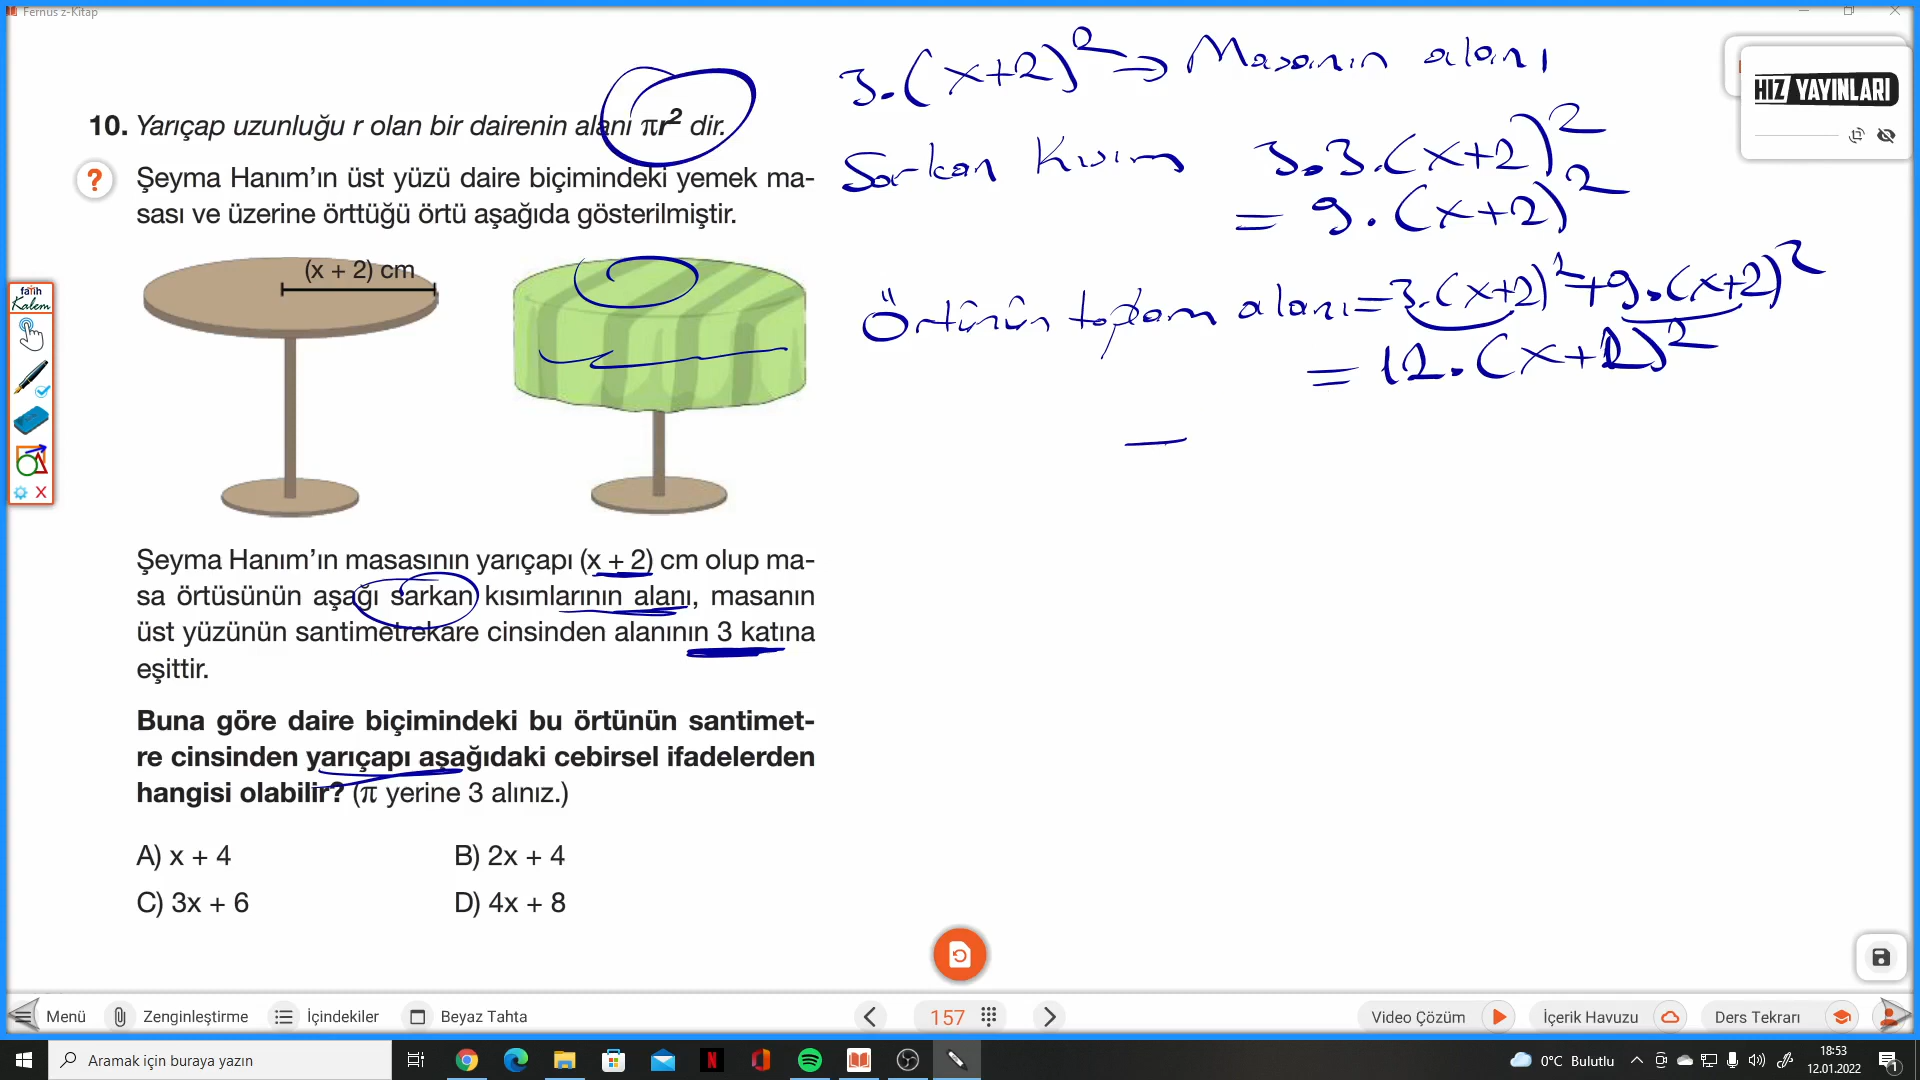 Fernus z-Kitap
3.(x+2)² ⇒ Masanın alanı
HIZ YAYINLARI
10. Yarıçap uzunluğu r olan bir dairenin alanı πr² dir.
Sarkan Kısım 3.3.(x+2)²
= 9.(x+2)²
?
Şeyma Hanım’ın üst yüzü daire biçimindeki yemek ma-
sası ve üzerine örttüğü örtü aşağıda gösterilmiştir.
(x + 2) cm
Örtünün toplam alanı = 3.(x+2)² + 9.(x+2)²
= 12.(x+2)²
fatih
Kalem
Şeyma Hanım’ın masasının yarıçapı (x + 2) cm olup ma-
sa örtüsünün aşağı sarkan kısımlarının alanı, masanın
üst yüzünün santimetrekare cinsinden alanının 3 katına
eşittir.
Buna göre daire biçimindeki bu örtünün santimet-
re cinsinden yarıçapı aşağıdaki cebirsel ifadelerden
hangisi olabilir? (π yerine 3 alınız.)
A) x + 4 B) 2x + 4
C) 3x + 6 D) 4x + 8
Menü Zenginleştirme İçindekiler Beyaz Tahta 157 Video Çözüm İçerik Havuzu Ders Tekrarı
Aramak için buraya yazın 0°C Bulutlu 18:53
12.01.2022 1